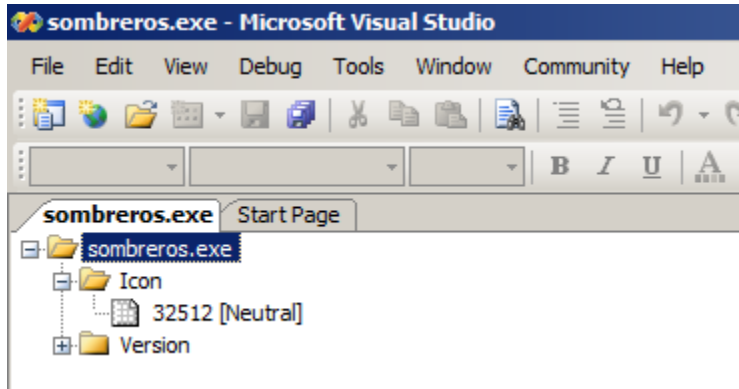 sombreros.exe - Microsoft Visual Studio
File Edit View Debug Tools Window Community Help
B I U A
sombreros.exe Start Page
sombreros.exe
Icon
32512 [Neutral]
Version